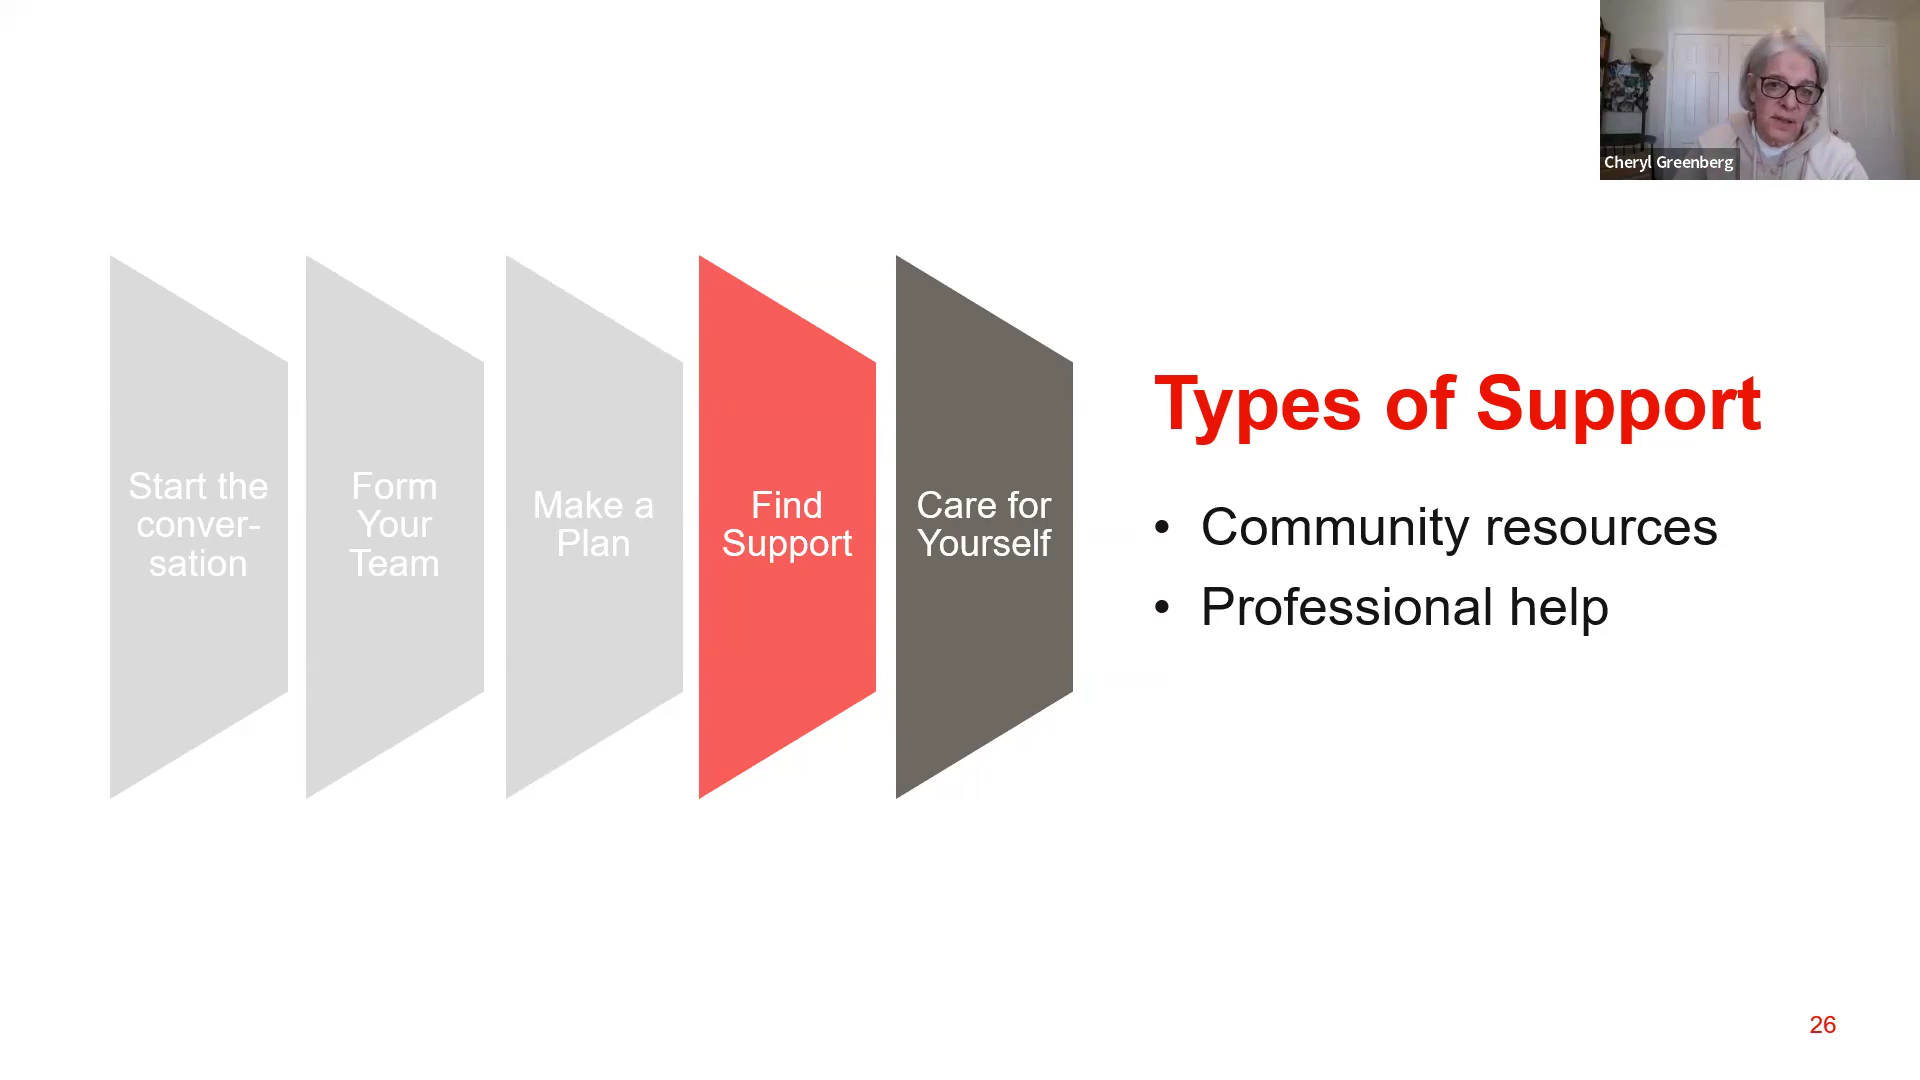 Cheryl Greenberg
Start the
conver-
sation
Form
Your
Team
Make a
Plan
Find
Support
Care for
Yourself
Types of Support
• Community resources
• Professional help
26